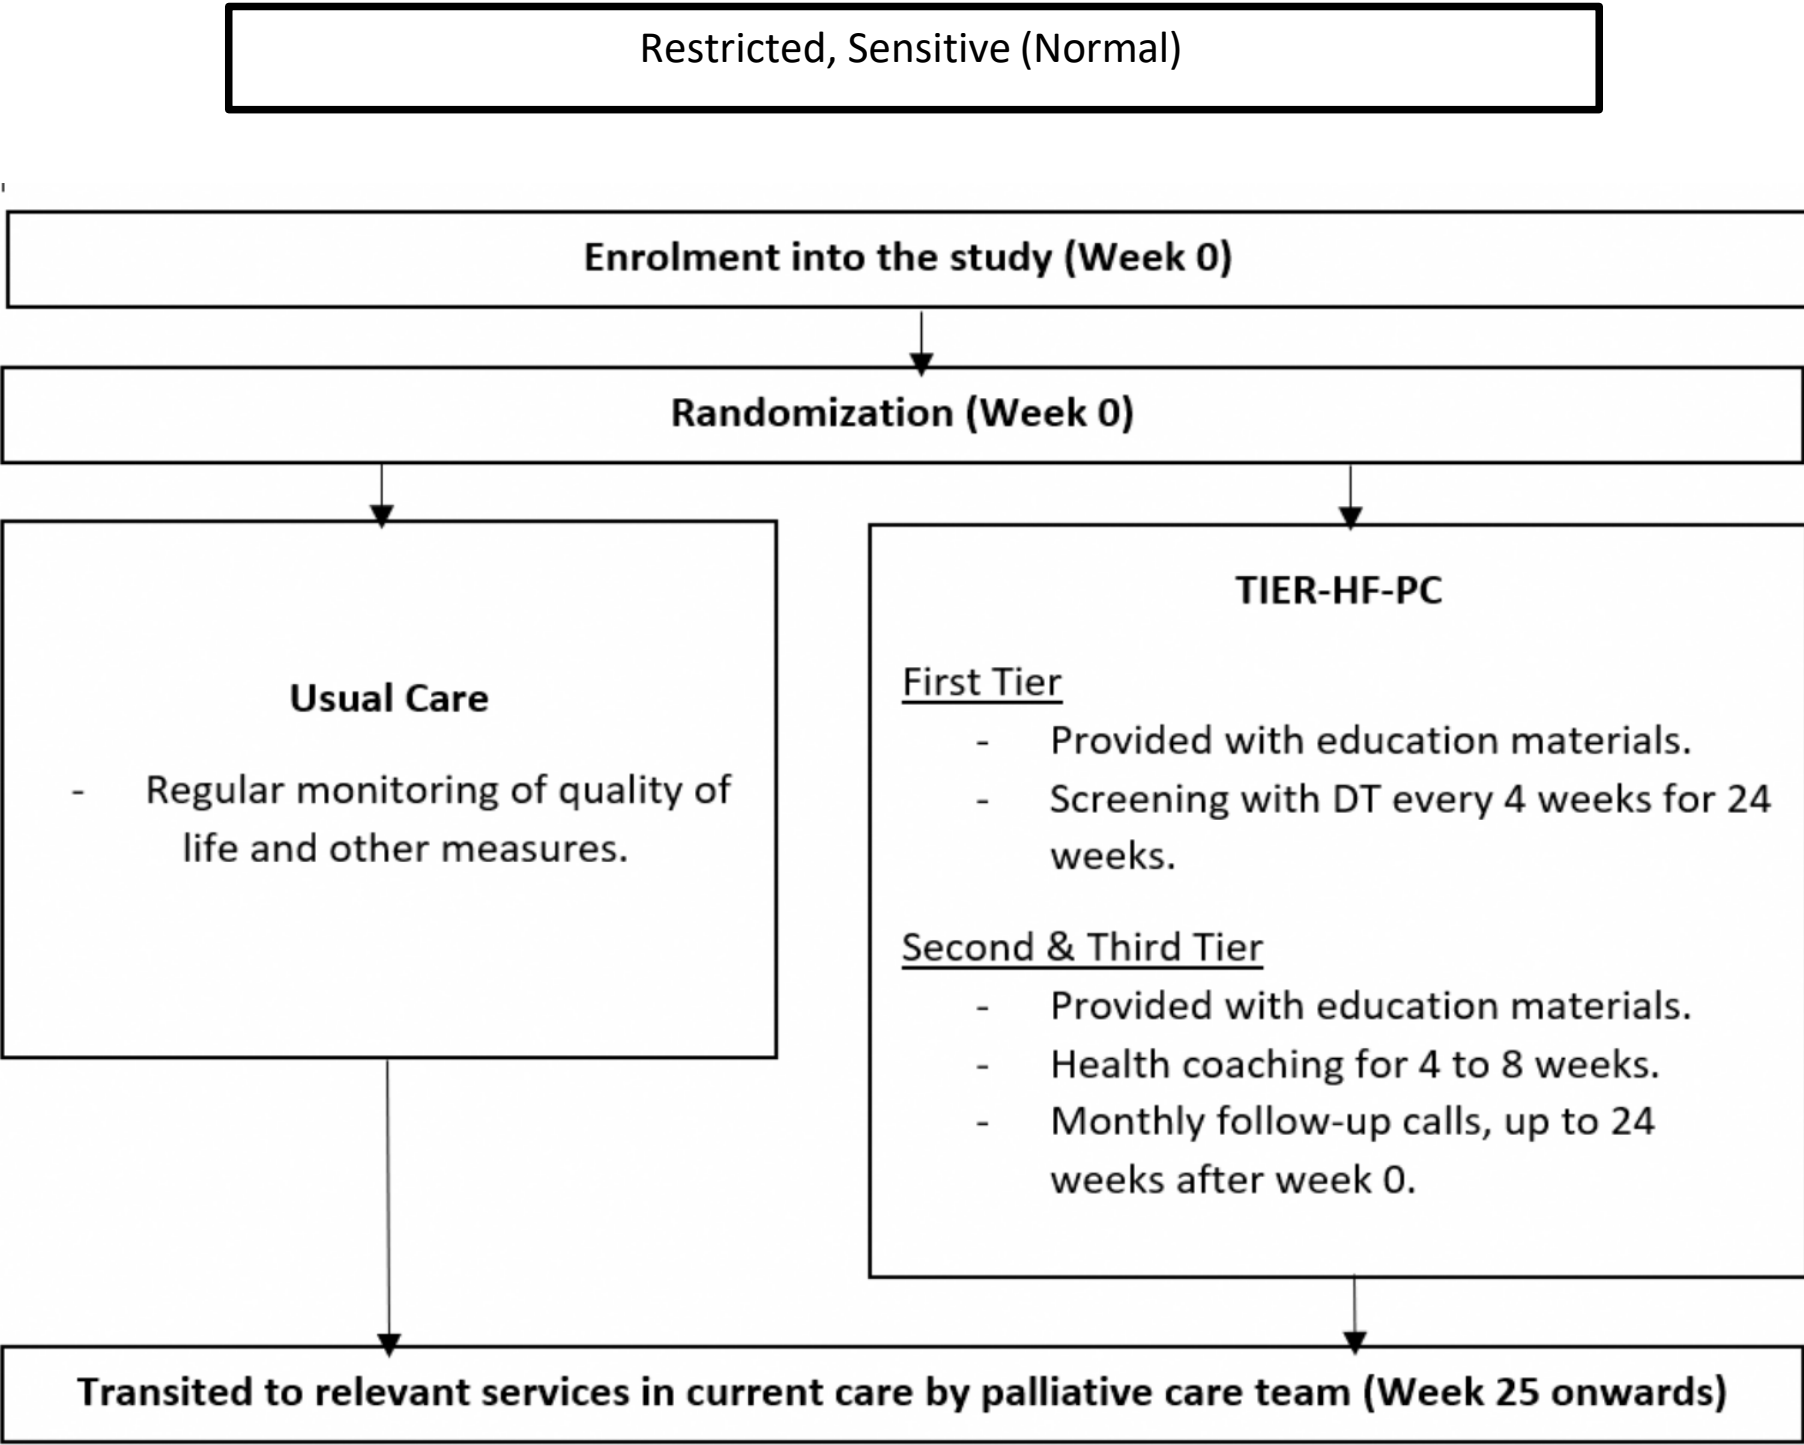 Restricted, Sensitive (Normal)
Enrolment into the study (Week 0)
Randomization (Week 0)
Usual Care
- Regular monitoring of quality of
life and other measures.
TIER-HF-PC
First Tier
- Provided with education materials.
- Screening with DT every 4 weeks for 24
weeks.
Second & Third Tier
- Provided with education materials.
- Health coaching for 4 to 8 weeks.
- Monthly follow-up calls, up to 24
weeks after week 0.
Transited to relevant services in current care by palliative care team (Week 25 onwards)